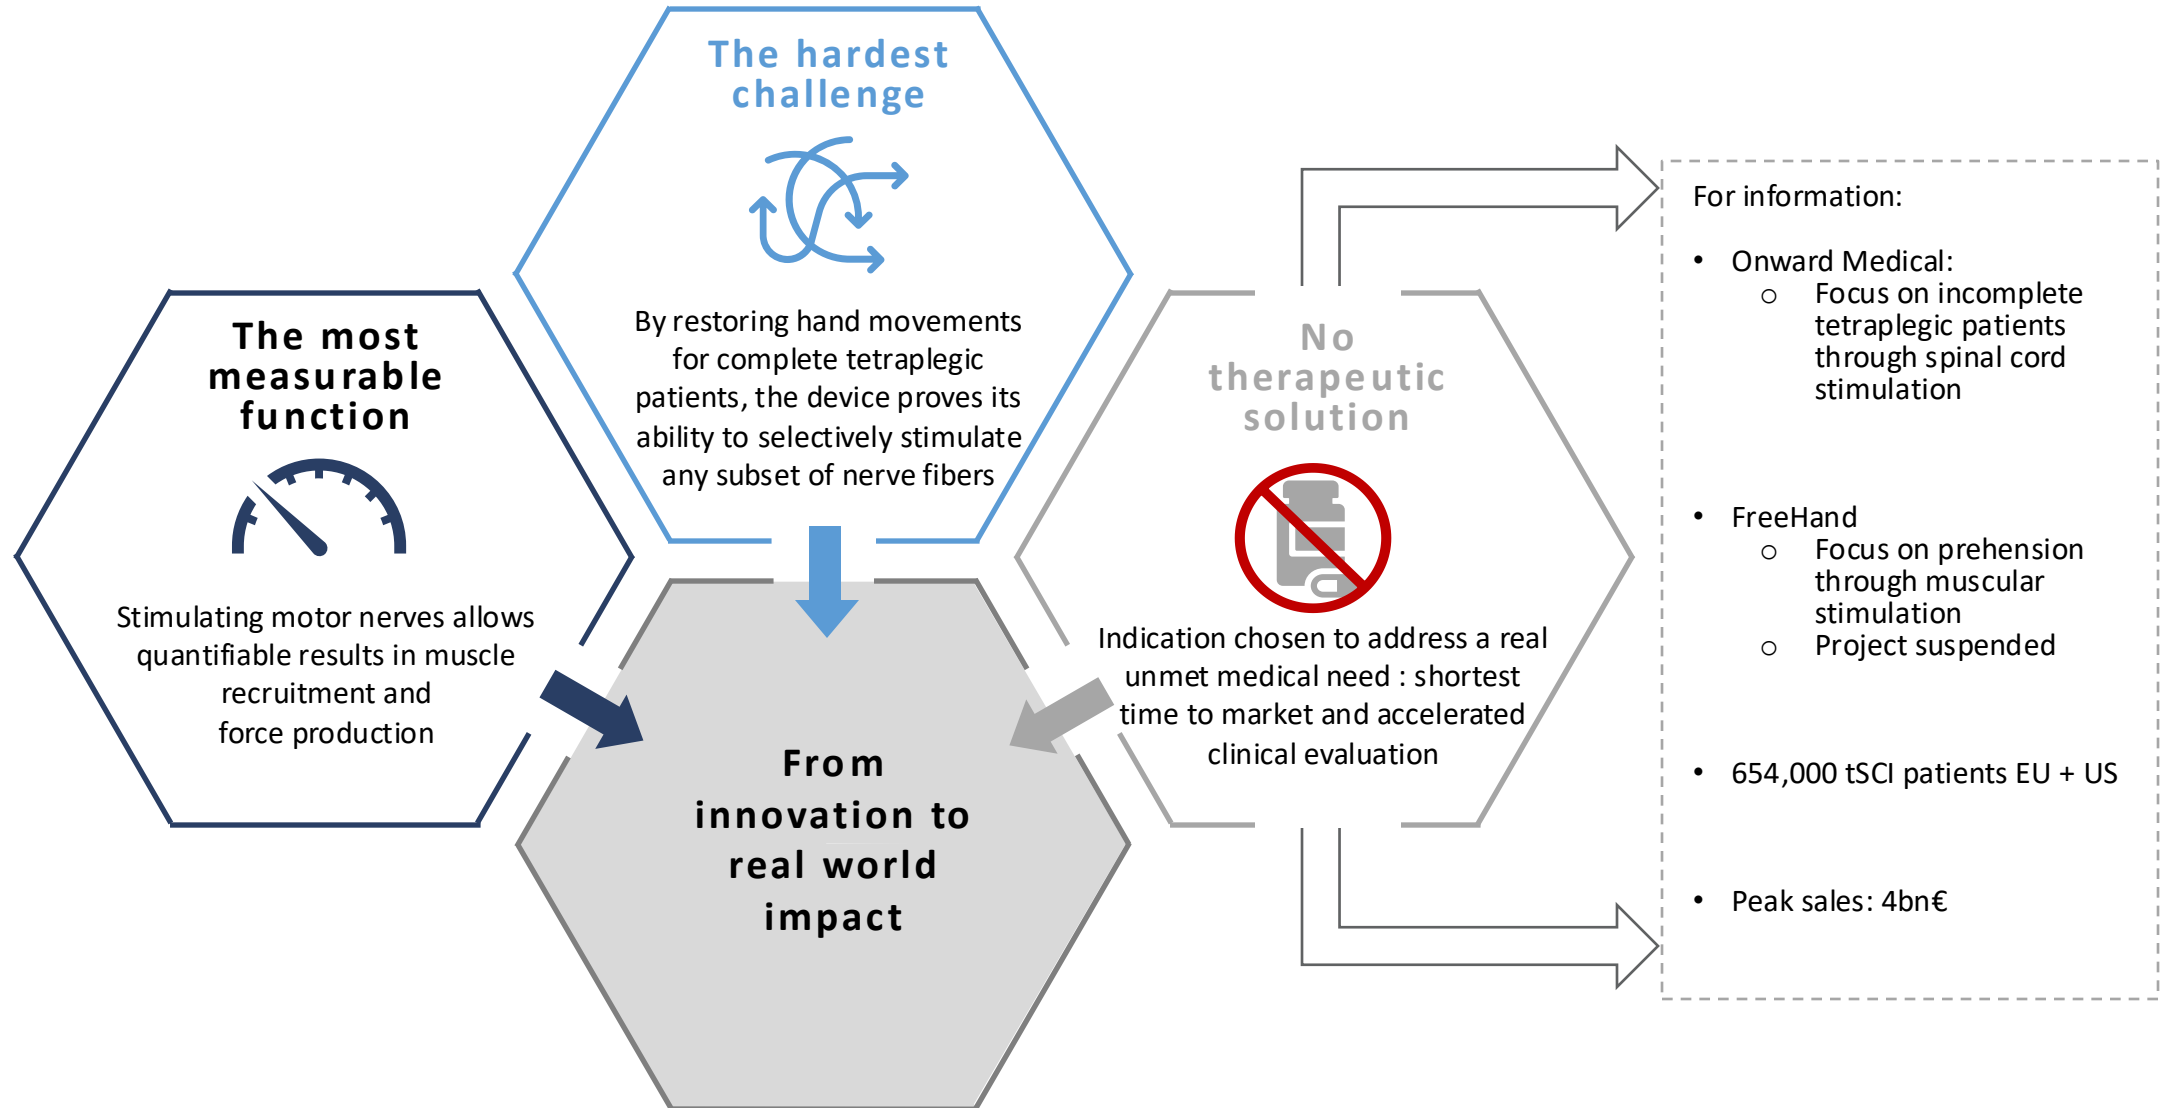 The hardest
challenge
By restoring hand movements
for complete tetraplegic
patients, the device proves its
ability to selectively stimulate
any subset of nerve fibers
The most
measurable
function
Stimulating motor nerves allows
quantifiable results in muscle
recruitment and
force production
No
therapeutic
solution
Indication chosen to address a real
unmet medical need : shortest
time to market and accelerated
clinical evaluation
From
innovation to
real world
impact
For information:
• Onward Medical:
o Focus on incomplete
tetraplegic patients
through spinal cord
stimulation
• FreeHand
o Focus on prehension
through muscular
stimulation
o Project suspended
• 654,000 tSCI patients EU + US
• Peak sales: 4bn€